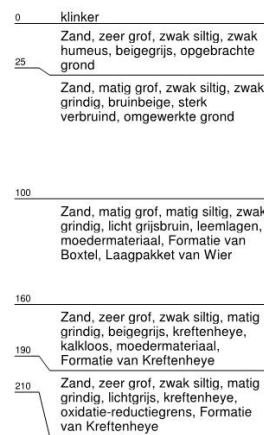 0 klinker
Zand, zeer grof, zwak siltig, zwak
humeus, beigegrijs, opgebrachte
25 grond
Zand, matig grof, zwak siltig, zwak
grindig, bruinbeige, sterk
verbruind, omgewerkte grond
100
Zand, matig grof, matig siltig, zwak
grindig, licht grijsbruin, leemlagen,
moedermateriaal, Formatie van
Boxtel, Laagpakket van Wier
160
Zand, zeer grof, zwak siltig, matig
grindig, beigegrijs, kreftenheye,
kalkloos, moedermateriaal,
190 Formatie van Kreftenheye
210 Zand, zeer grof, zwak siltig, matig
grindig, lichtgrijs, kreftenheye,
oxidatie-reductiegrens, Formatie
van Kreftenheye